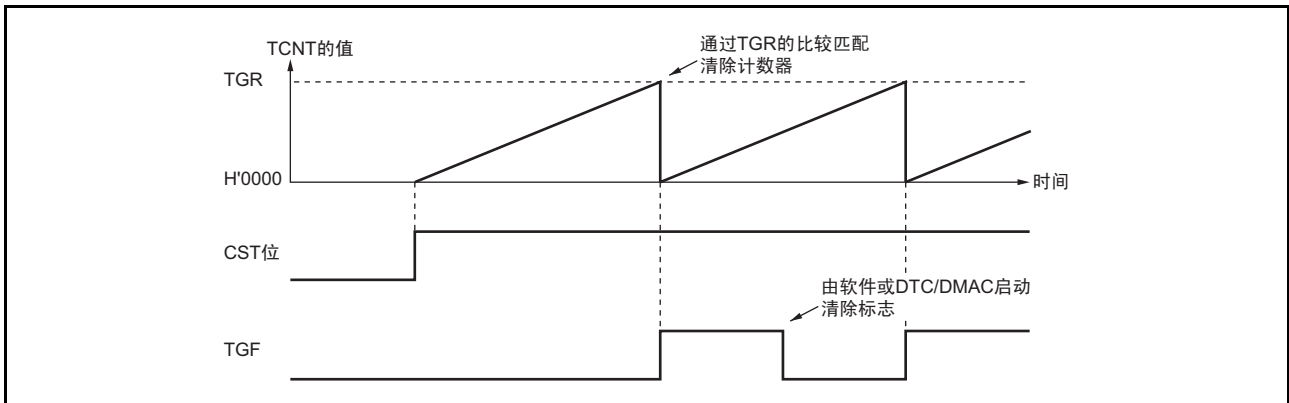 TCNT的值
通过TGR的比较匹配
清除计数器
TGR
H'0000
时间
CST位
由软件或DTC/DMAC启动
清除标志
TGF